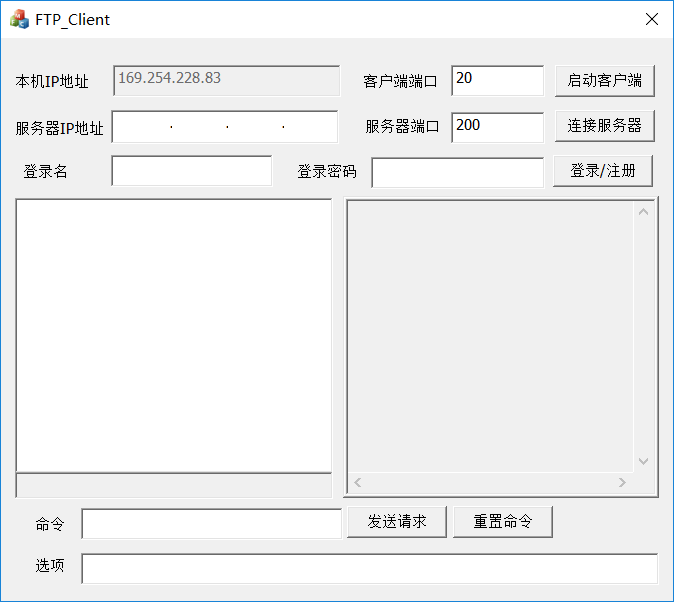 FTP_Client
本机IP地址 169.254.228.83 客户端端口 20 启动客户端
服务器IP地址 . . . 服务器端口 200 连接服务器
登录名 登录密码 登录/注册
命令 发送请求 重置命令
选项